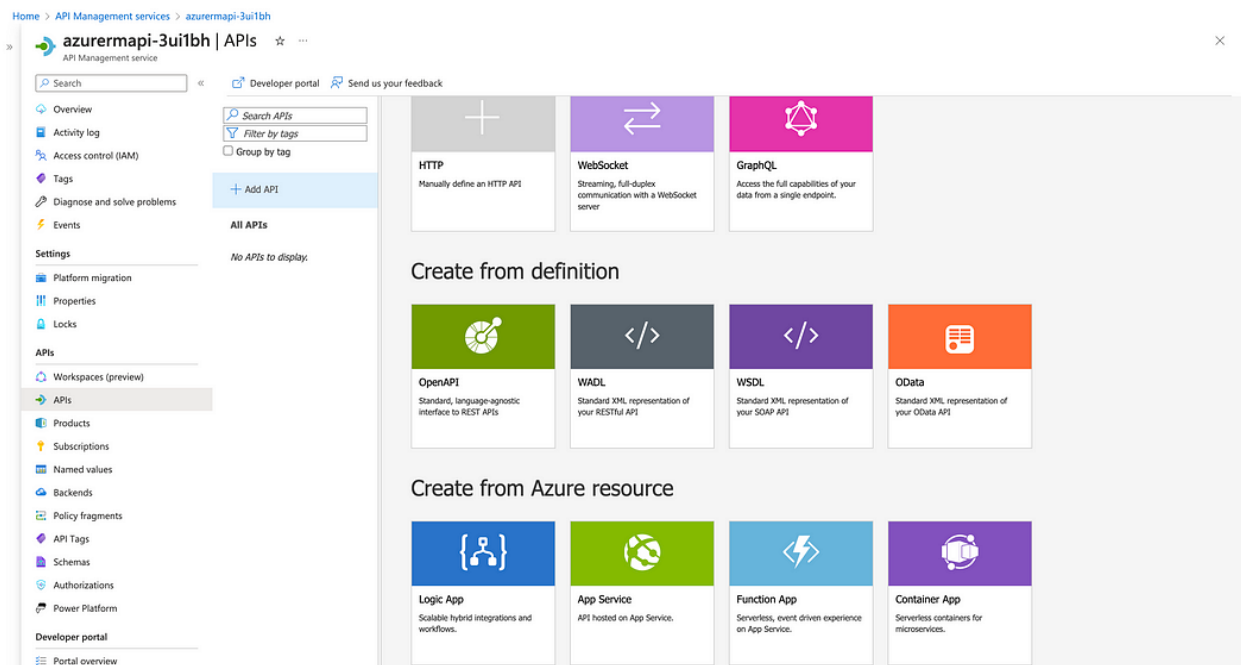 Home > API Management services > azurermapi-3ui1bh
azurermapi-3ui1bh | APIs
API Management service
Search
Overview
Activity log
Access control (IAM)
Tags
Diagnose and solve problems
Events
Settings
Platform migration
Properties
Locks
APIs
Workspaces (preview)
APIs
Products
Subscriptions
Named values
Backends
Policy fragments
API Tags
Schemas
Authorizations
Power Platform
Developer portal
Portal overview
Developer portal
Send us your feedback
Search APIs
Filter by tags
Group by tag
+ Add API
All APIs
No APIs to display.
HTTP
Manually define an HTTP API
WebSocket
Streaming, full-duplex
communication with a WebSocket
server
GraphQL
Access the full capabilities of your
data from a single endpoint.
Create from definition
OpenAPI
Standard, language-agnostic
interface to REST APIs
WADL
Standard XML representation of
your RESTful API
WSDL
Standard XML representation of
your SOAP API
OData
Standard XML representation of
your OData API
Create from Azure resource
Logic App
Scalable hybrid integrations and
workflows.
App Service
API hosted on App Service.
Function App
Serverless, event driven experience
on App Service.
Container App
Serverless containers for
microservices.